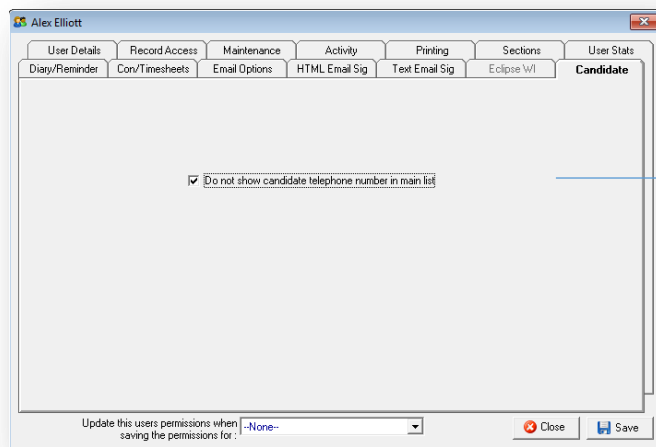 Alex Elliott
User Details Record Access Maintenance Activity Printing Sections User Stats
Diary/Reminder Con/Timesheets Email Options HTML Email Sig Text Email Sig Eclipse WI Candidate
Do not show candidate telephone number in main list
Update this users permissions when
saving the permissions for :
--None--
Close Save